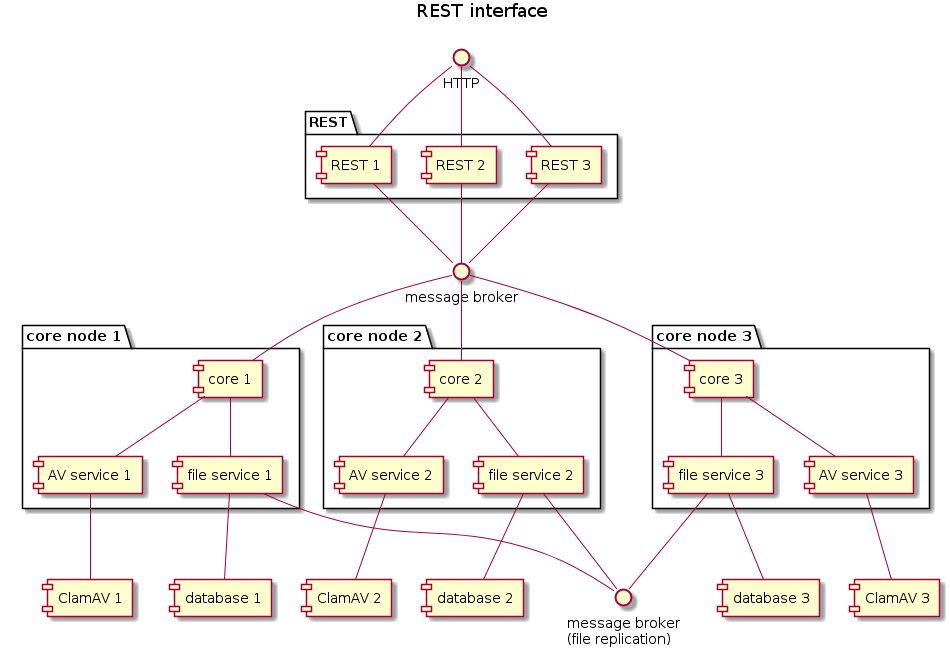 REST interface
HTTP
REST
REST 1
REST 2
REST 3
message broker
core node 1
core node 2
core node 3
core 1
core 2
core 3
AV service 1
file service 1
AV service 2
file service 2
file service 3
AV service 3
ClamAV 1
database 1
ClamAV 2
database 2
message broker
(file replication)
database 3
ClamAV 3